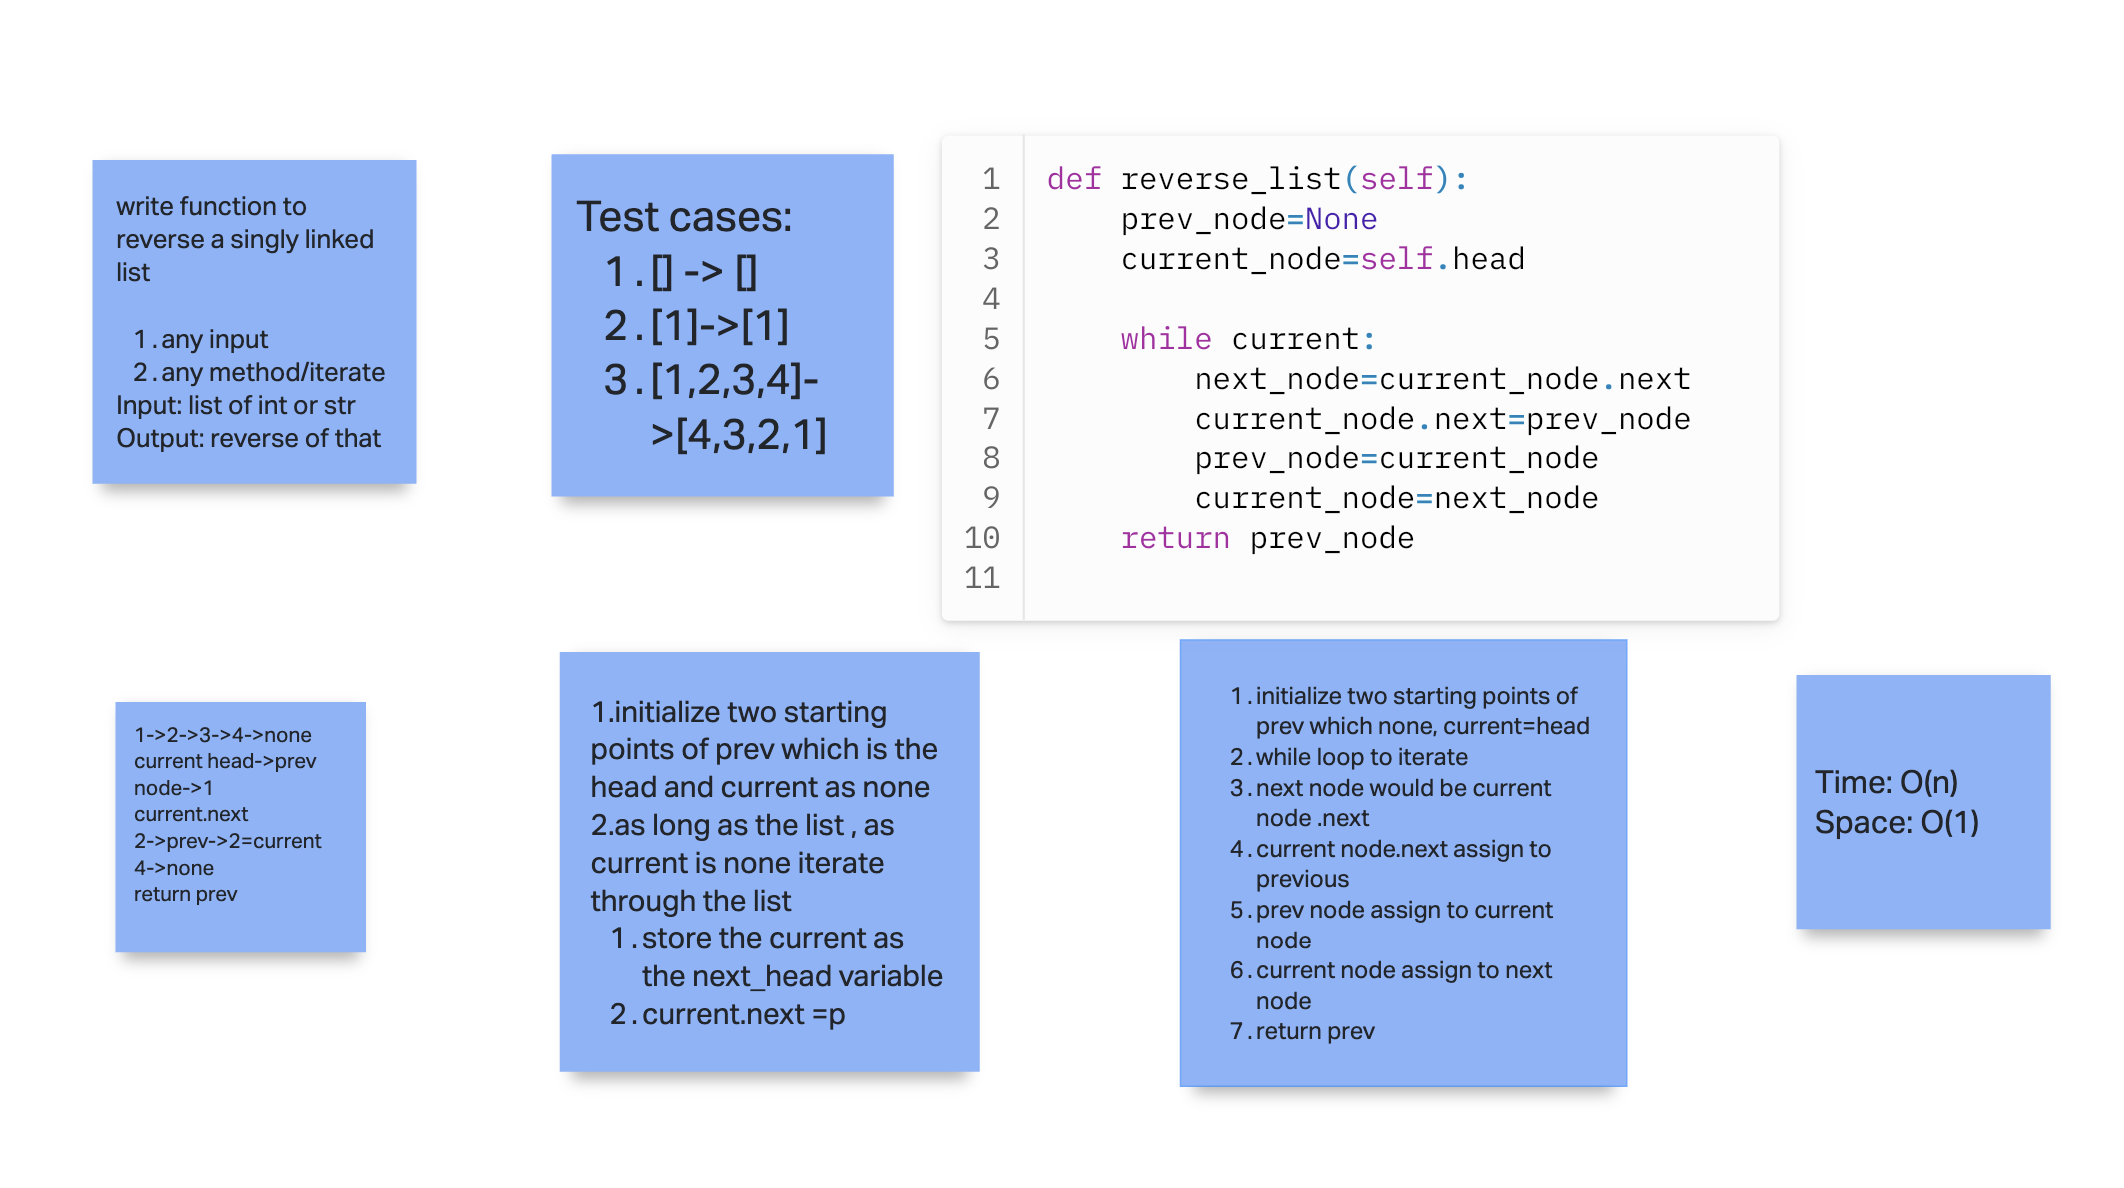 write function to
reverse a singly linked
list
1. any input
2. any method/iterate
Input: list of int or str
Output: reverse of that
Test cases:
1. [] -> []
2. [1]->[1]
3. [1,2,3,4]-
>[4,3,2,1]
1 def reverse_list(self):
2     prev_node=None
3     current_node=self.head
4
5     while current:
6         next_node=current_node.next
7         current_node.next=prev_node
8         prev_node=current_node
9         current_node=next_node
10     return prev_node
11
1->2->3->4->none
current head->prev
node->1
current.next
2->prev->2=current
4->none
return prev
1.initialize two starting
points of prev which is the
head and current as none
2.as long as the list , as
current is none iterate
through the list
1. store the current as
the next_head variable
2. current.next =p
1. initialize two starting points of
prev which none, current=head
2. while loop to iterate
3. next node would be current
node .next
4. current node.next assign to
previous
5. prev node assign to current
node
6. current node assign to next
node
7. return prev
Time: O(n)
Space: O(1)